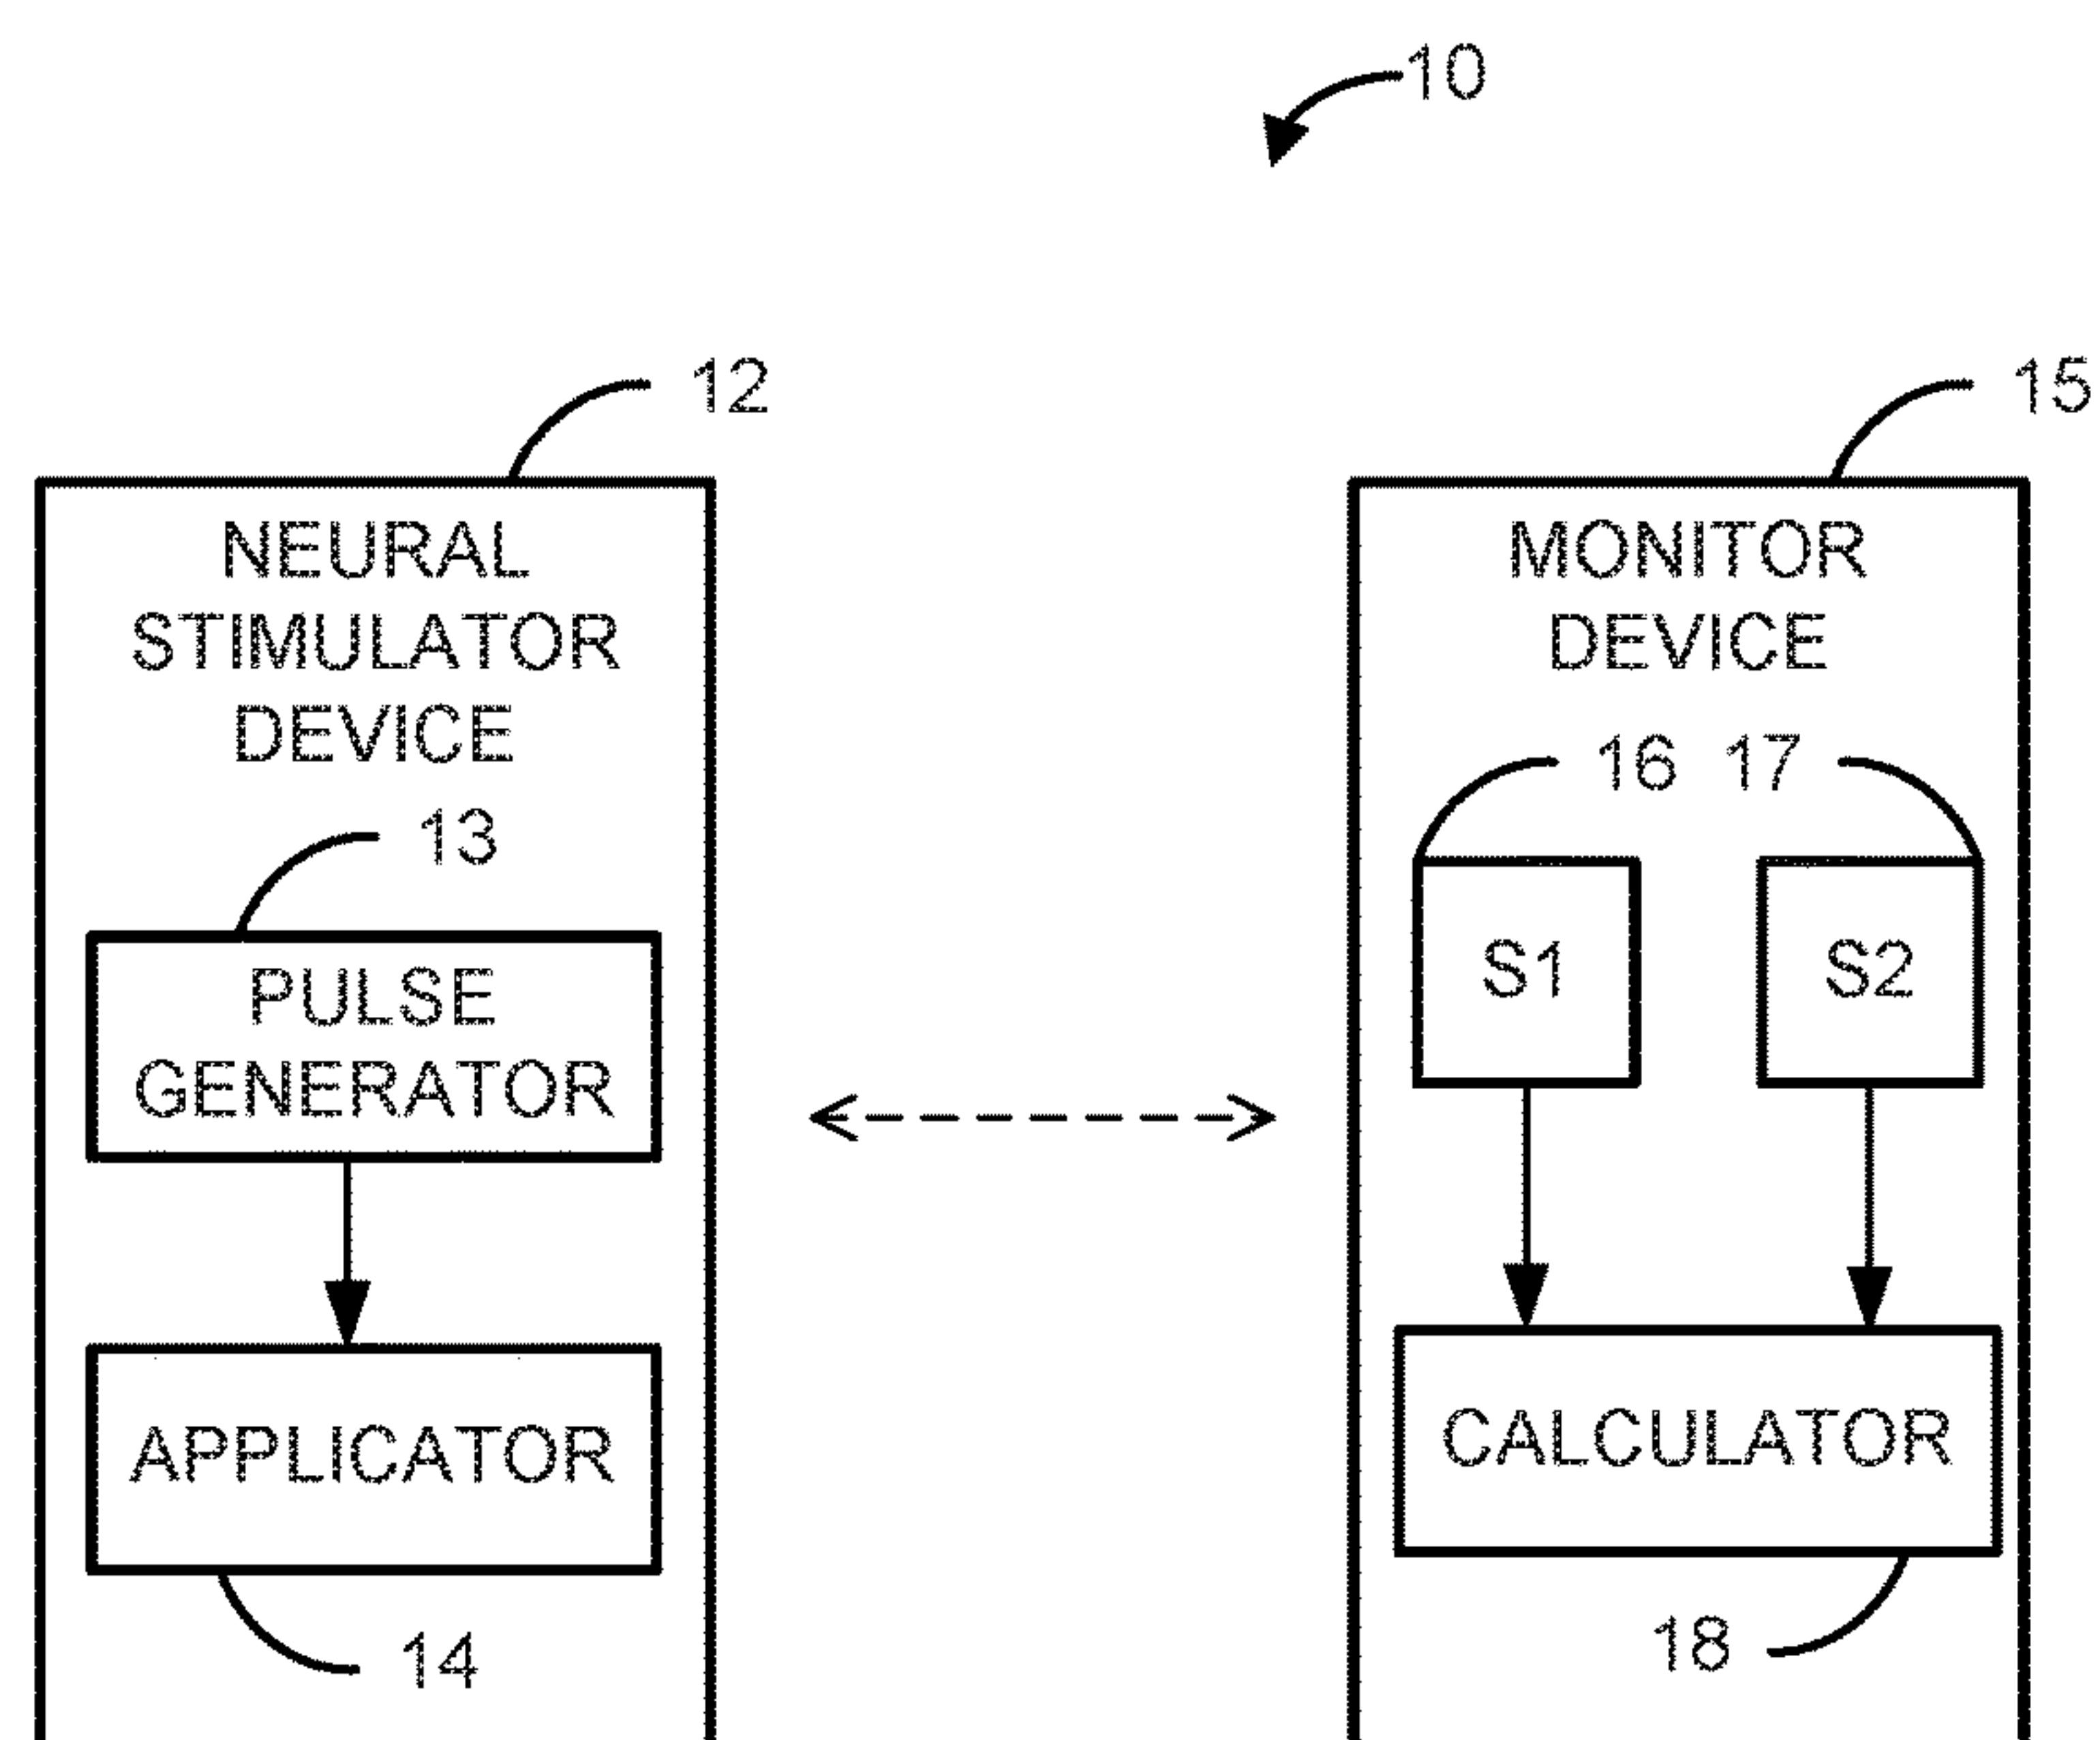 10
12
NEURAL
STIMULATOR
DEVICE
13
PULSE
GENERATOR
APPLICATOR
14
15
MONITOR
DEVICE
16 17
S1 S2
CALCULATOR
18